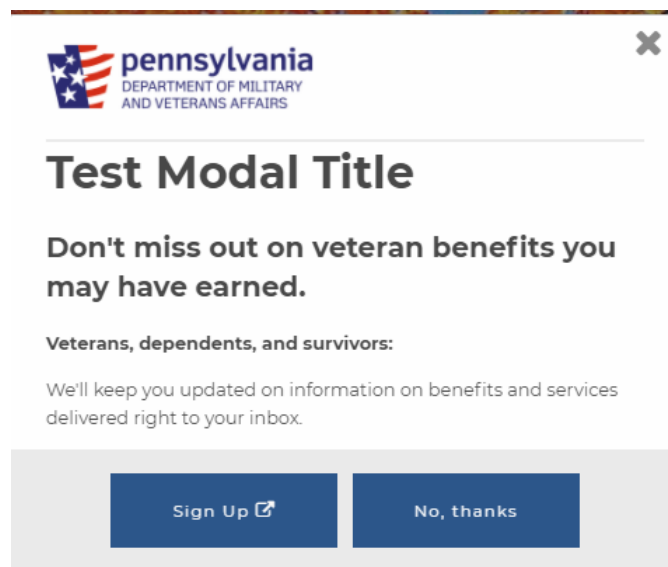 pennsylvania
DEPARTMENT OF MILITARY
AND VETERANS AFFAIRS
Test Modal Title
Don't miss out on veteran benefits you
may have earned.
Veterans, dependents, and survivors:
We'll keep you updated on information on benefits and services
delivered right to your inbox.
Sign Up
No, thanks